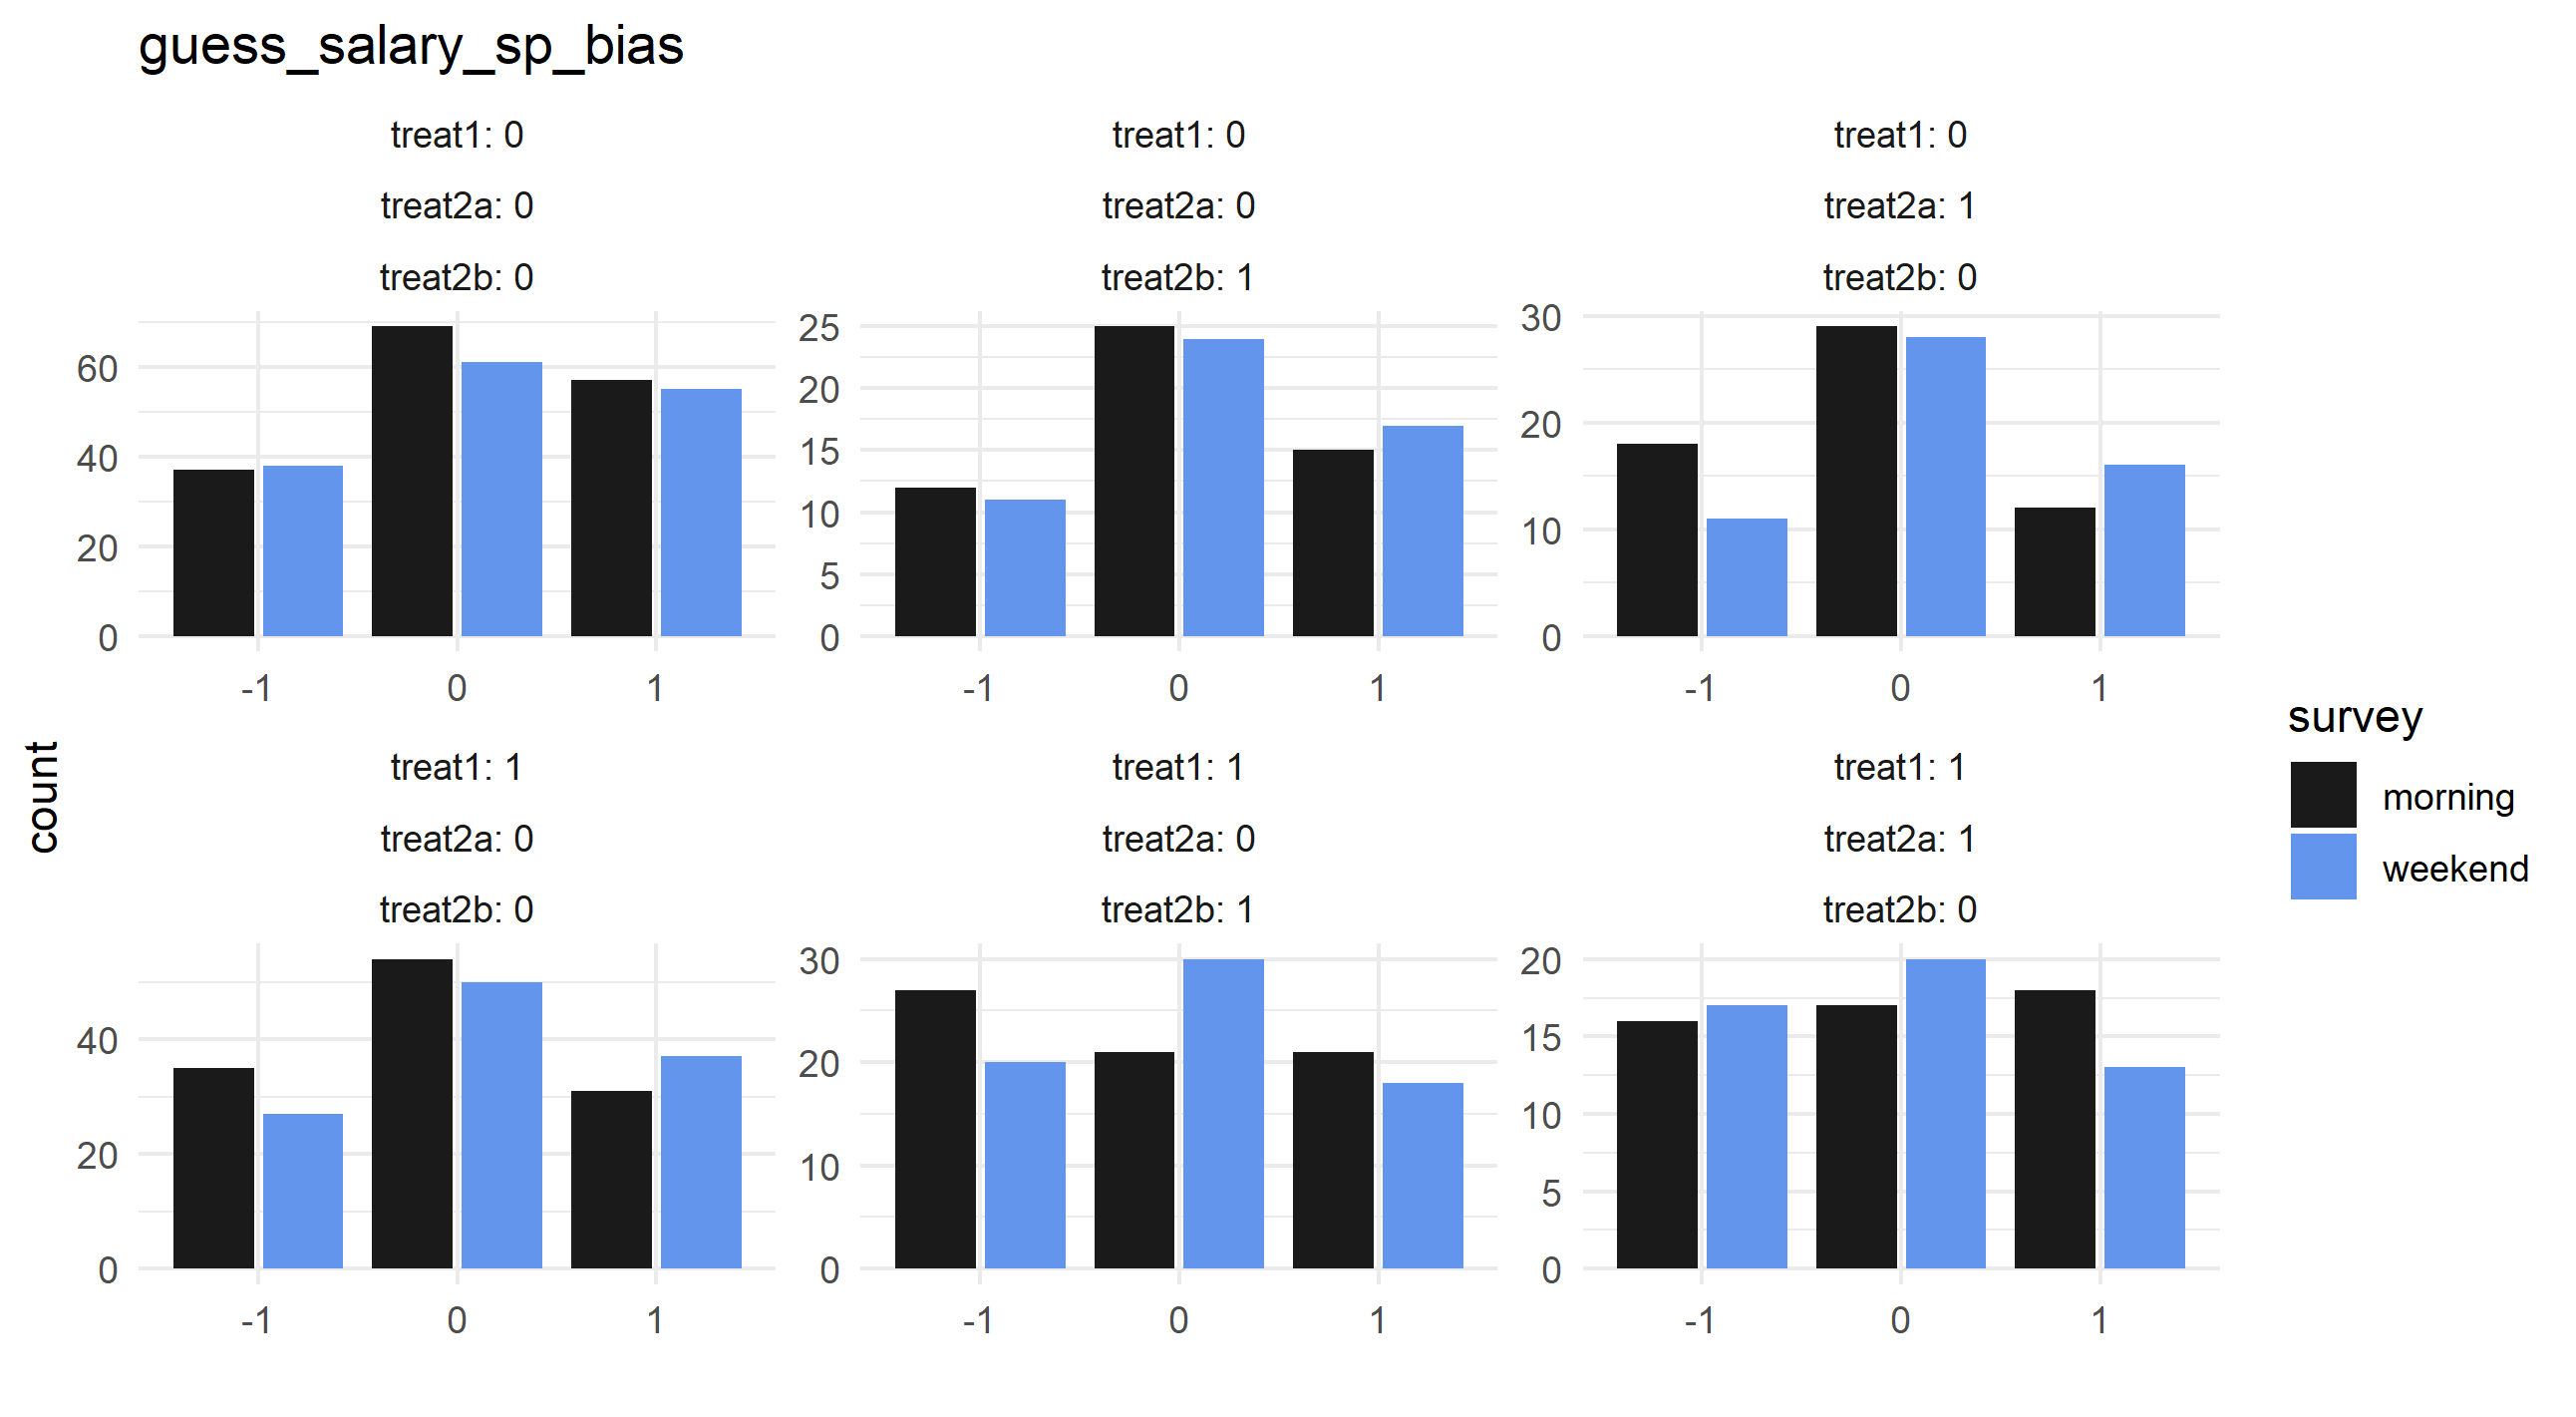 guess_salary_sp_bias
treat1: 0
treat2a: 0
treat2b: 0
treat1: 0
treat2a: 0
treat2b: 1
treat1: 0
treat2a: 1
treat2b: 0
60
40
20
0
-1 0 1
25
20
15
10
5
0
-1 0 1
30
20
10
0
-1 0 1
count
treat1: 1
treat2a: 0
treat2b: 0
treat1: 1
treat2a: 0
treat2b: 1
treat1: 1
treat2a: 1
treat2b: 0
40
20
0
-1 0 1
30
20
10
0
-1 0 1
20
15
10
5
0
-1 0 1
survey
morning
weekend